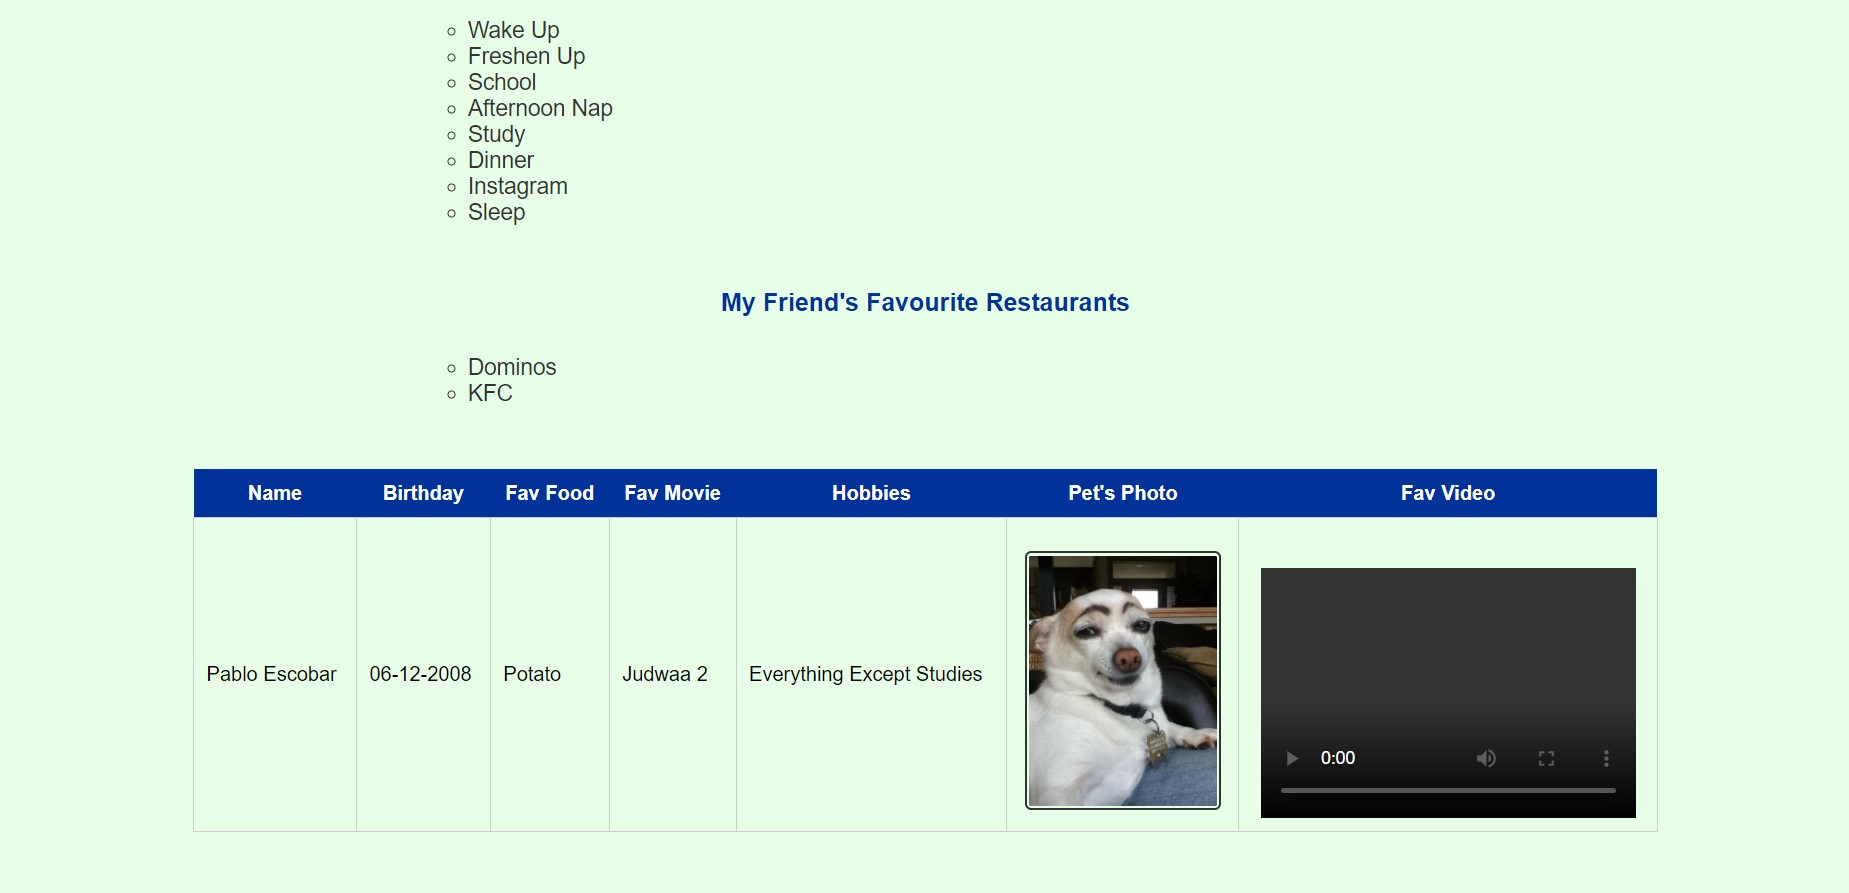 Wake Up
Freshen Up
School
Afternoon Nap
Study
Dinner
Instagram
Sleep
My Friend's Favourite Restaurants
Dominos
KFC
Name Birthday Fav Food Fav Movie Hobbies Pet's Photo Fav Video
Pablo Escobar 06-12-2008 Potato Judwaa 2 Everything Except Studies
0:00